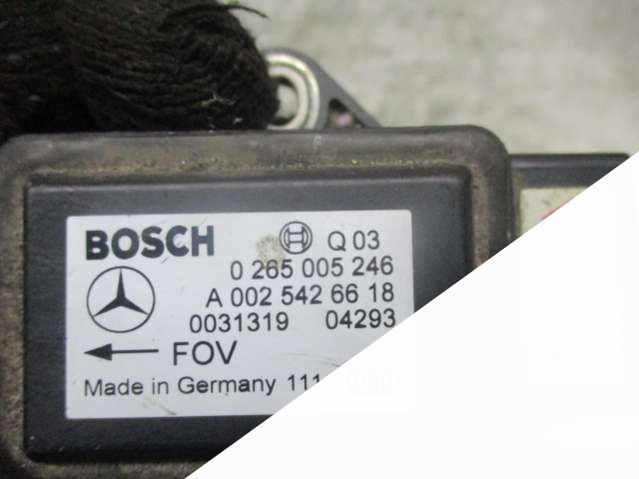 BOSCH Q 03
0 265 005 246
A 002 542 66 18
0031319 04293
FOV
Made in Germany 111